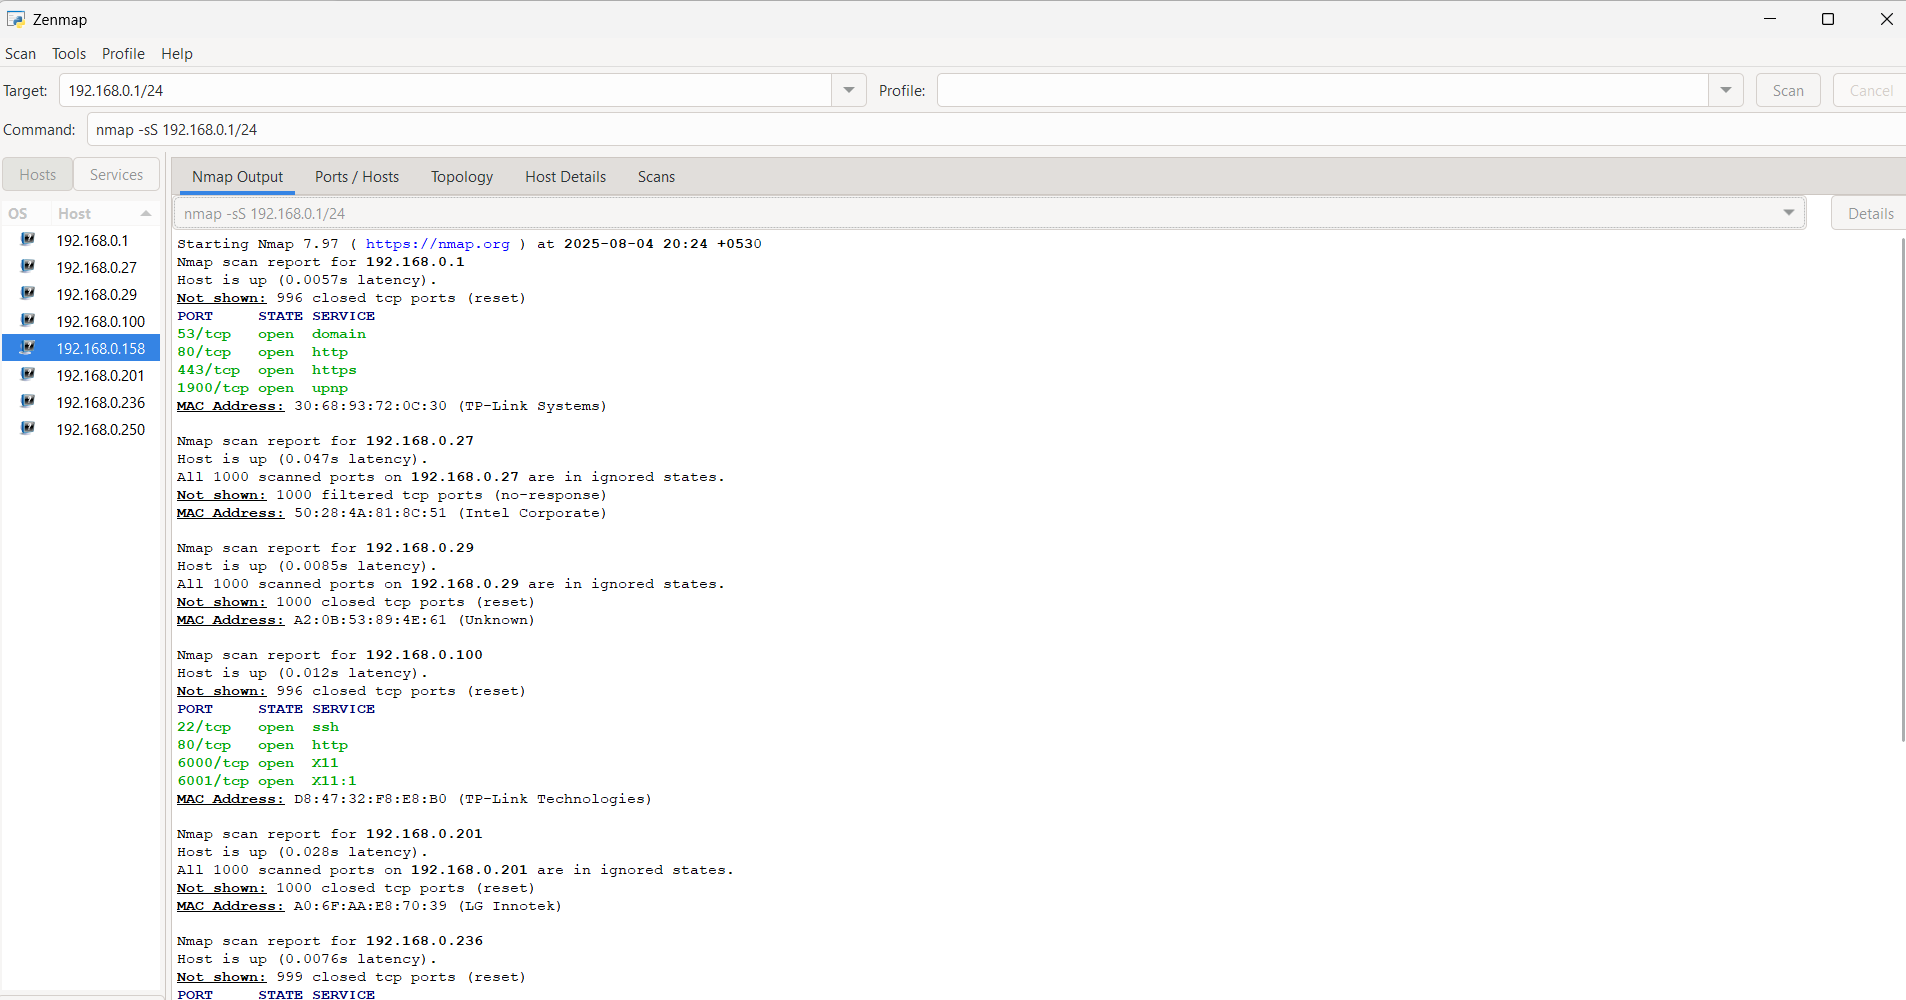 Zenmap
Scan Tools Profile Help
Target: 192.168.0.1/24 Profile: Scan Cancel
Command: nmap -sS 192.168.0.1/24
Hosts Services
Nmap Output Ports / Hosts Topology Host Details Scans
OS Host
nmap -sS 192.168.0.1/24 Details
192.168.0.1
192.168.0.27
192.168.0.29
192.168.0.100
192.168.0.158
192.168.0.201
192.168.0.236
192.168.0.250
Starting Nmap 7.97 ( https://nmap.org ) at 2025-08-04 20:24 +0530
Nmap scan report for 192.168.0.1
Host is up (0.0057s latency).
Not shown: 996 closed tcp ports (reset)
PORT STATE SERVICE
53/tcp open domain
80/tcp open http
443/tcp open https
1900/tcp open upnp
MAC Address: 30:68:93:72:0C:30 (TP-Link Systems)
Nmap scan report for 192.168.0.27
Host is up (0.047s latency).
All 1000 scanned ports on 192.168.0.27 are in ignored states.
Not shown: 1000 filtered tcp ports (no-response)
MAC Address: 50:28:4A:81:8C:51 (Intel Corporate)
Nmap scan report for 192.168.0.29
Host is up (0.0085s latency).
All 1000 scanned ports on 192.168.0.29 are in ignored states.
Not shown: 1000 closed tcp ports (reset)
MAC Address: A2:0B:53:89:4E:61 (Unknown)
Nmap scan report for 192.168.0.100
Host is up (0.012s latency).
Not shown: 996 closed tcp ports (reset)
PORT STATE SERVICE
22/tcp open ssh
80/tcp open http
6000/tcp open X11
6001/tcp open X11:1
MAC Address: D8:47:32:F8:E8:B0 (TP-Link Technologies)
Nmap scan report for 192.168.0.201
Host is up (0.028s latency).
All 1000 scanned ports on 192.168.0.201 are in ignored states.
Not shown: 1000 closed tcp ports (reset)
MAC Address: A0:6F:AA:E8:70:39 (LG Innotek)
Nmap scan report for 192.168.0.236
Host is up (0.0076s latency).
Not shown: 999 closed tcp ports (reset)
PORT STATE SERVICE